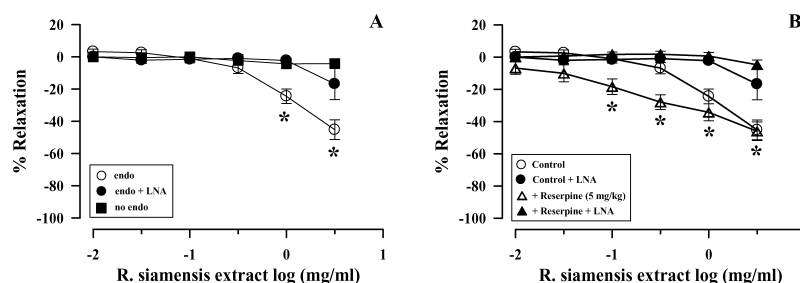 A
20
0
-20
-40
-60
-80
-100
% Relaxation
*
*
endo
endo + LNA
no endo
-2
-1
0
1
R. siamensis extract log (mg/ml)
B
20
0
-20
-40
-60
-80
-100
% Relaxation
*
*
*
*
Control
Control + LNA
+ Reserpine (5 mg/kg)
+ Reserpine + LNA
-2
-1
0
R. siamensis extract log (mg/ml)